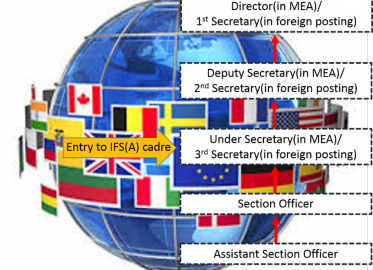 Director(in MEA)/
1st Secretary(in foreign posting)
Deputy Secretary(in MEA)/
2nd Secretary(in foreign posting)
Entry to IFS(A) cadre
Under Secretary(in MEA)/
3rd Secretary(in foreign posting)
Section Officer
Assistant Section Officer